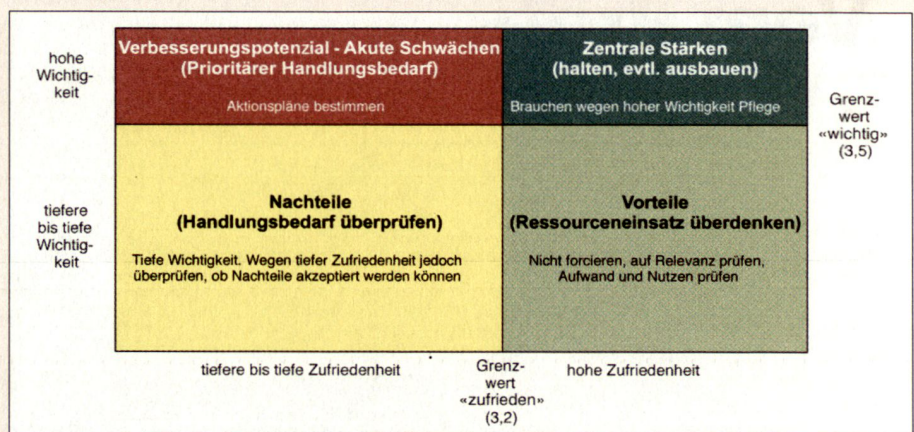 hohe
Wichtig-
keit
Verbesserungspotenzial - Akute Schwächen
(Prioritärer Handlungsbedarf)
Aktionspläne bestimmen
Zentrale Stärken
(halten, evtl. ausbauen)
Brauchen wegen hoher Wichtigkeit Pflege
Grenz-
wert
«wichtig»
(3,5)
tiefere
bis tiefe
Wichtig-
keit
Nachteile
(Handlungsbedarf überprüfen)
Tiefe Wichtigkeit. Wegen tiefer Zufriedenheit jedoch
überprüfen, ob Nachteile akzeptiert werden können
Vorteile
(Ressourceneinsatz überdenken)
Nicht forcieren, auf Relevanz prüfen,
Aufwand und Nutzen prüfen
tiefere bis tiefe Zufriedenheit
Grenz-
wert
«zufrieden»
(3,2)
hohe Zufriedenheit